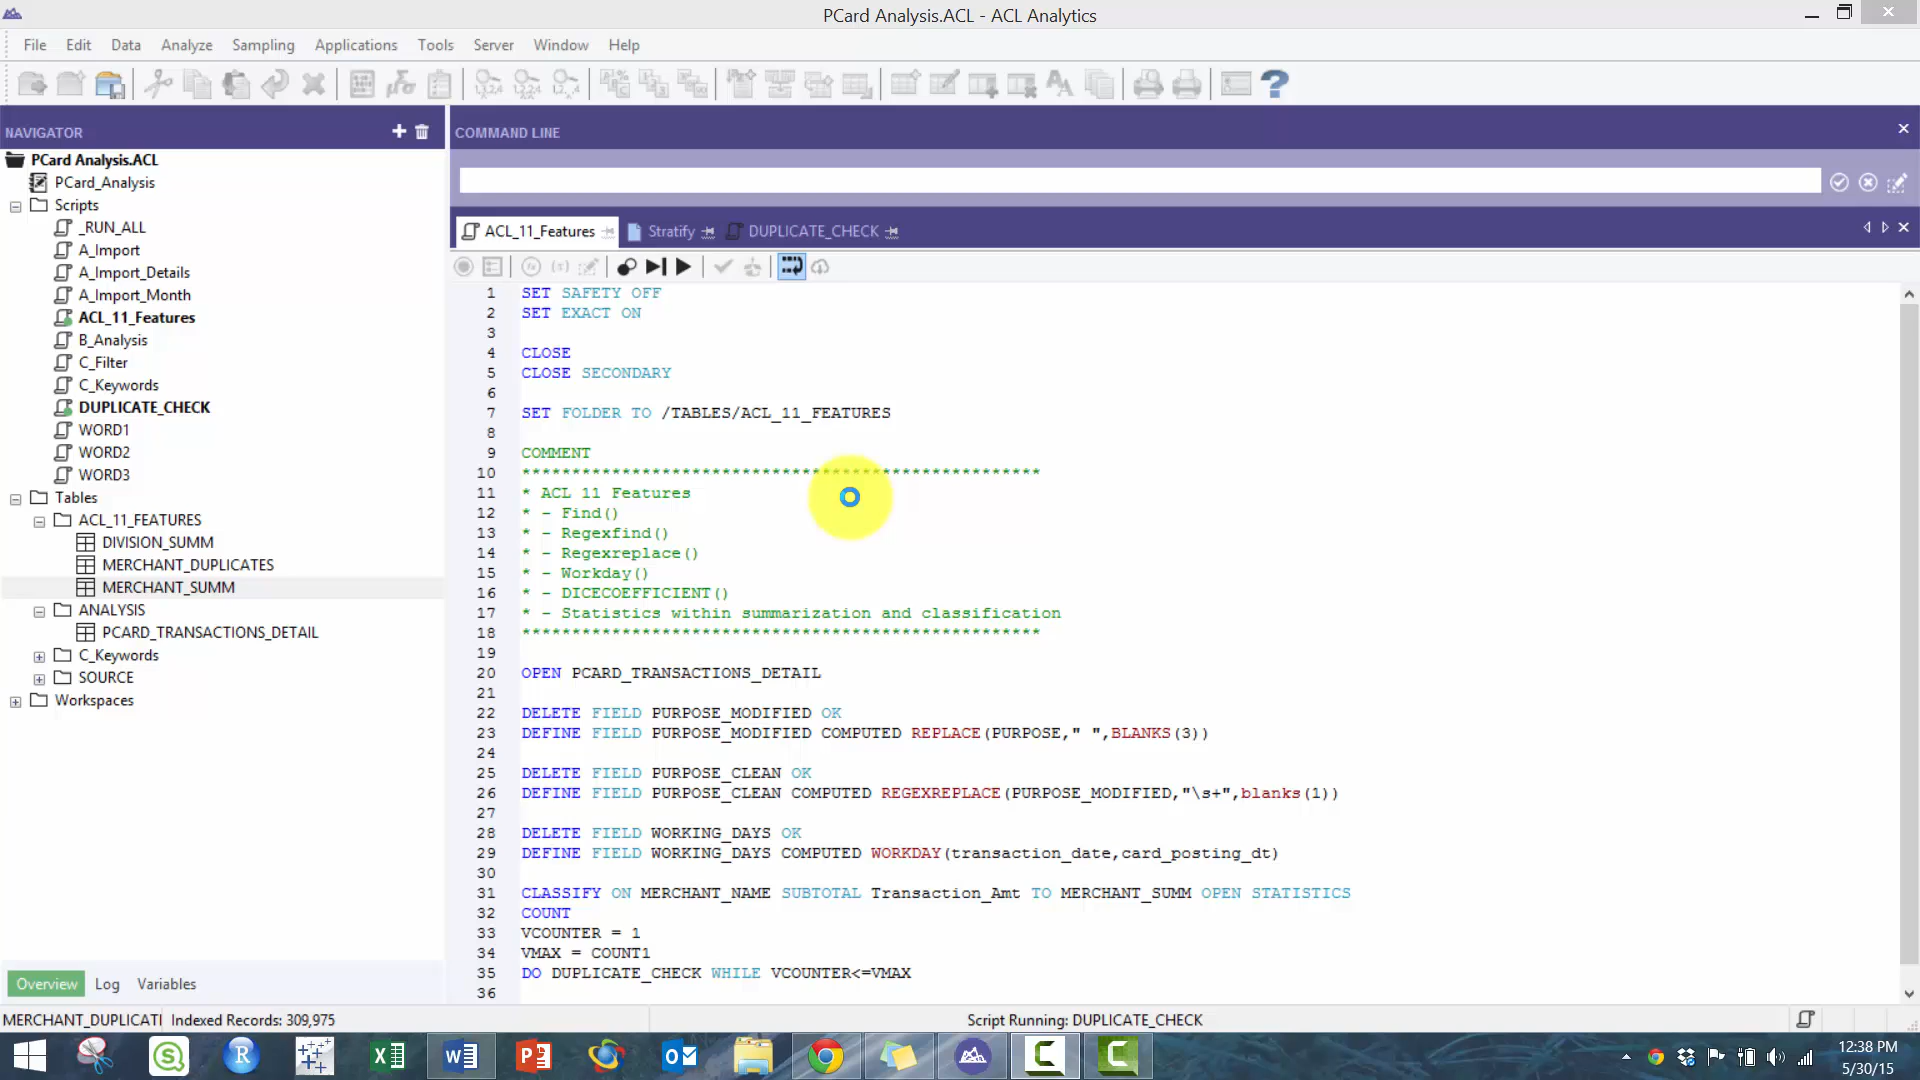 PCard Analysis.ACL - ACL Analytics
File Edit Data Analyze Sampling Applications Tools Server Window Help
NAVIGATOR
COMMAND LINE
PCard Analysis.ACL
PCard_Analysis
Scripts
_RUN_ALL
A_Import
A_Import_Details
A_Import_Month
ACL_11_Features
B_Analysis
C_Filter
C_Keywords
DUPLICATE_CHECK
WORD1
WORD2
WORD3
Tables
ACL_11_FEATURES
DIVISION_SUMM
MERCHANT_DUPLICATES
MERCHANT_SUMM
ANALYSIS
PCARD_TRANSACTIONS_DETAIL
C_Keywords
SOURCE
Workspaces
Overview Log Variables
ACL_11_Features Stratify DUPLICATE_CHECK
1 SET SAFETY OFF
2 SET EXACT ON
3
4 CLOSE
5 CLOSE SECONDARY
6
7 SET FOLDER TO /TABLES/ACL_11_FEATURES
8
9 COMMENT
10 ****************************************************
11 * ACL 11 Features
12 * - Find()
13 * - Regexfind()
14 * - Regexreplace()
15 * - Workday()
16 * - DICECOEFFICIENT()
17 * - Statistics within summarization and classification
18 ****************************************************
19
20 OPEN PCARD_TRANSACTIONS_DETAIL
21
22 DELETE FIELD PURPOSE_MODIFIED OK
23 DEFINE FIELD PURPOSE_MODIFIED COMPUTED REPLACE(PURPOSE," ",BLANKS(3))
24
25 DELETE FIELD PURPOSE_CLEAN OK
26 DEFINE FIELD PURPOSE_CLEAN COMPUTED REGEXREPLACE(PURPOSE_MODIFIED,"\s+",blanks(1))
27
28 DELETE FIELD WORKING_DAYS OK
29 DEFINE FIELD WORKING_DAYS COMPUTED WORKDAY(transaction_date,card_posting_dt)
30
31 CLASSIFY ON MERCHANT_NAME SUBTOTAL Transaction_Amt TO MERCHANT_SUMM OPEN STATISTICS
32 COUNT
33 VCOUNTER = 1
34 VMAX = COUNT1
35 DO DUPLICATE_CHECK WHILE VCOUNTER<=VMAX
36
MERCHANT_DUPLICATI Indexed Records: 309,975 Script Running: DUPLICATE_CHECK
12:38 PM
5/30/15